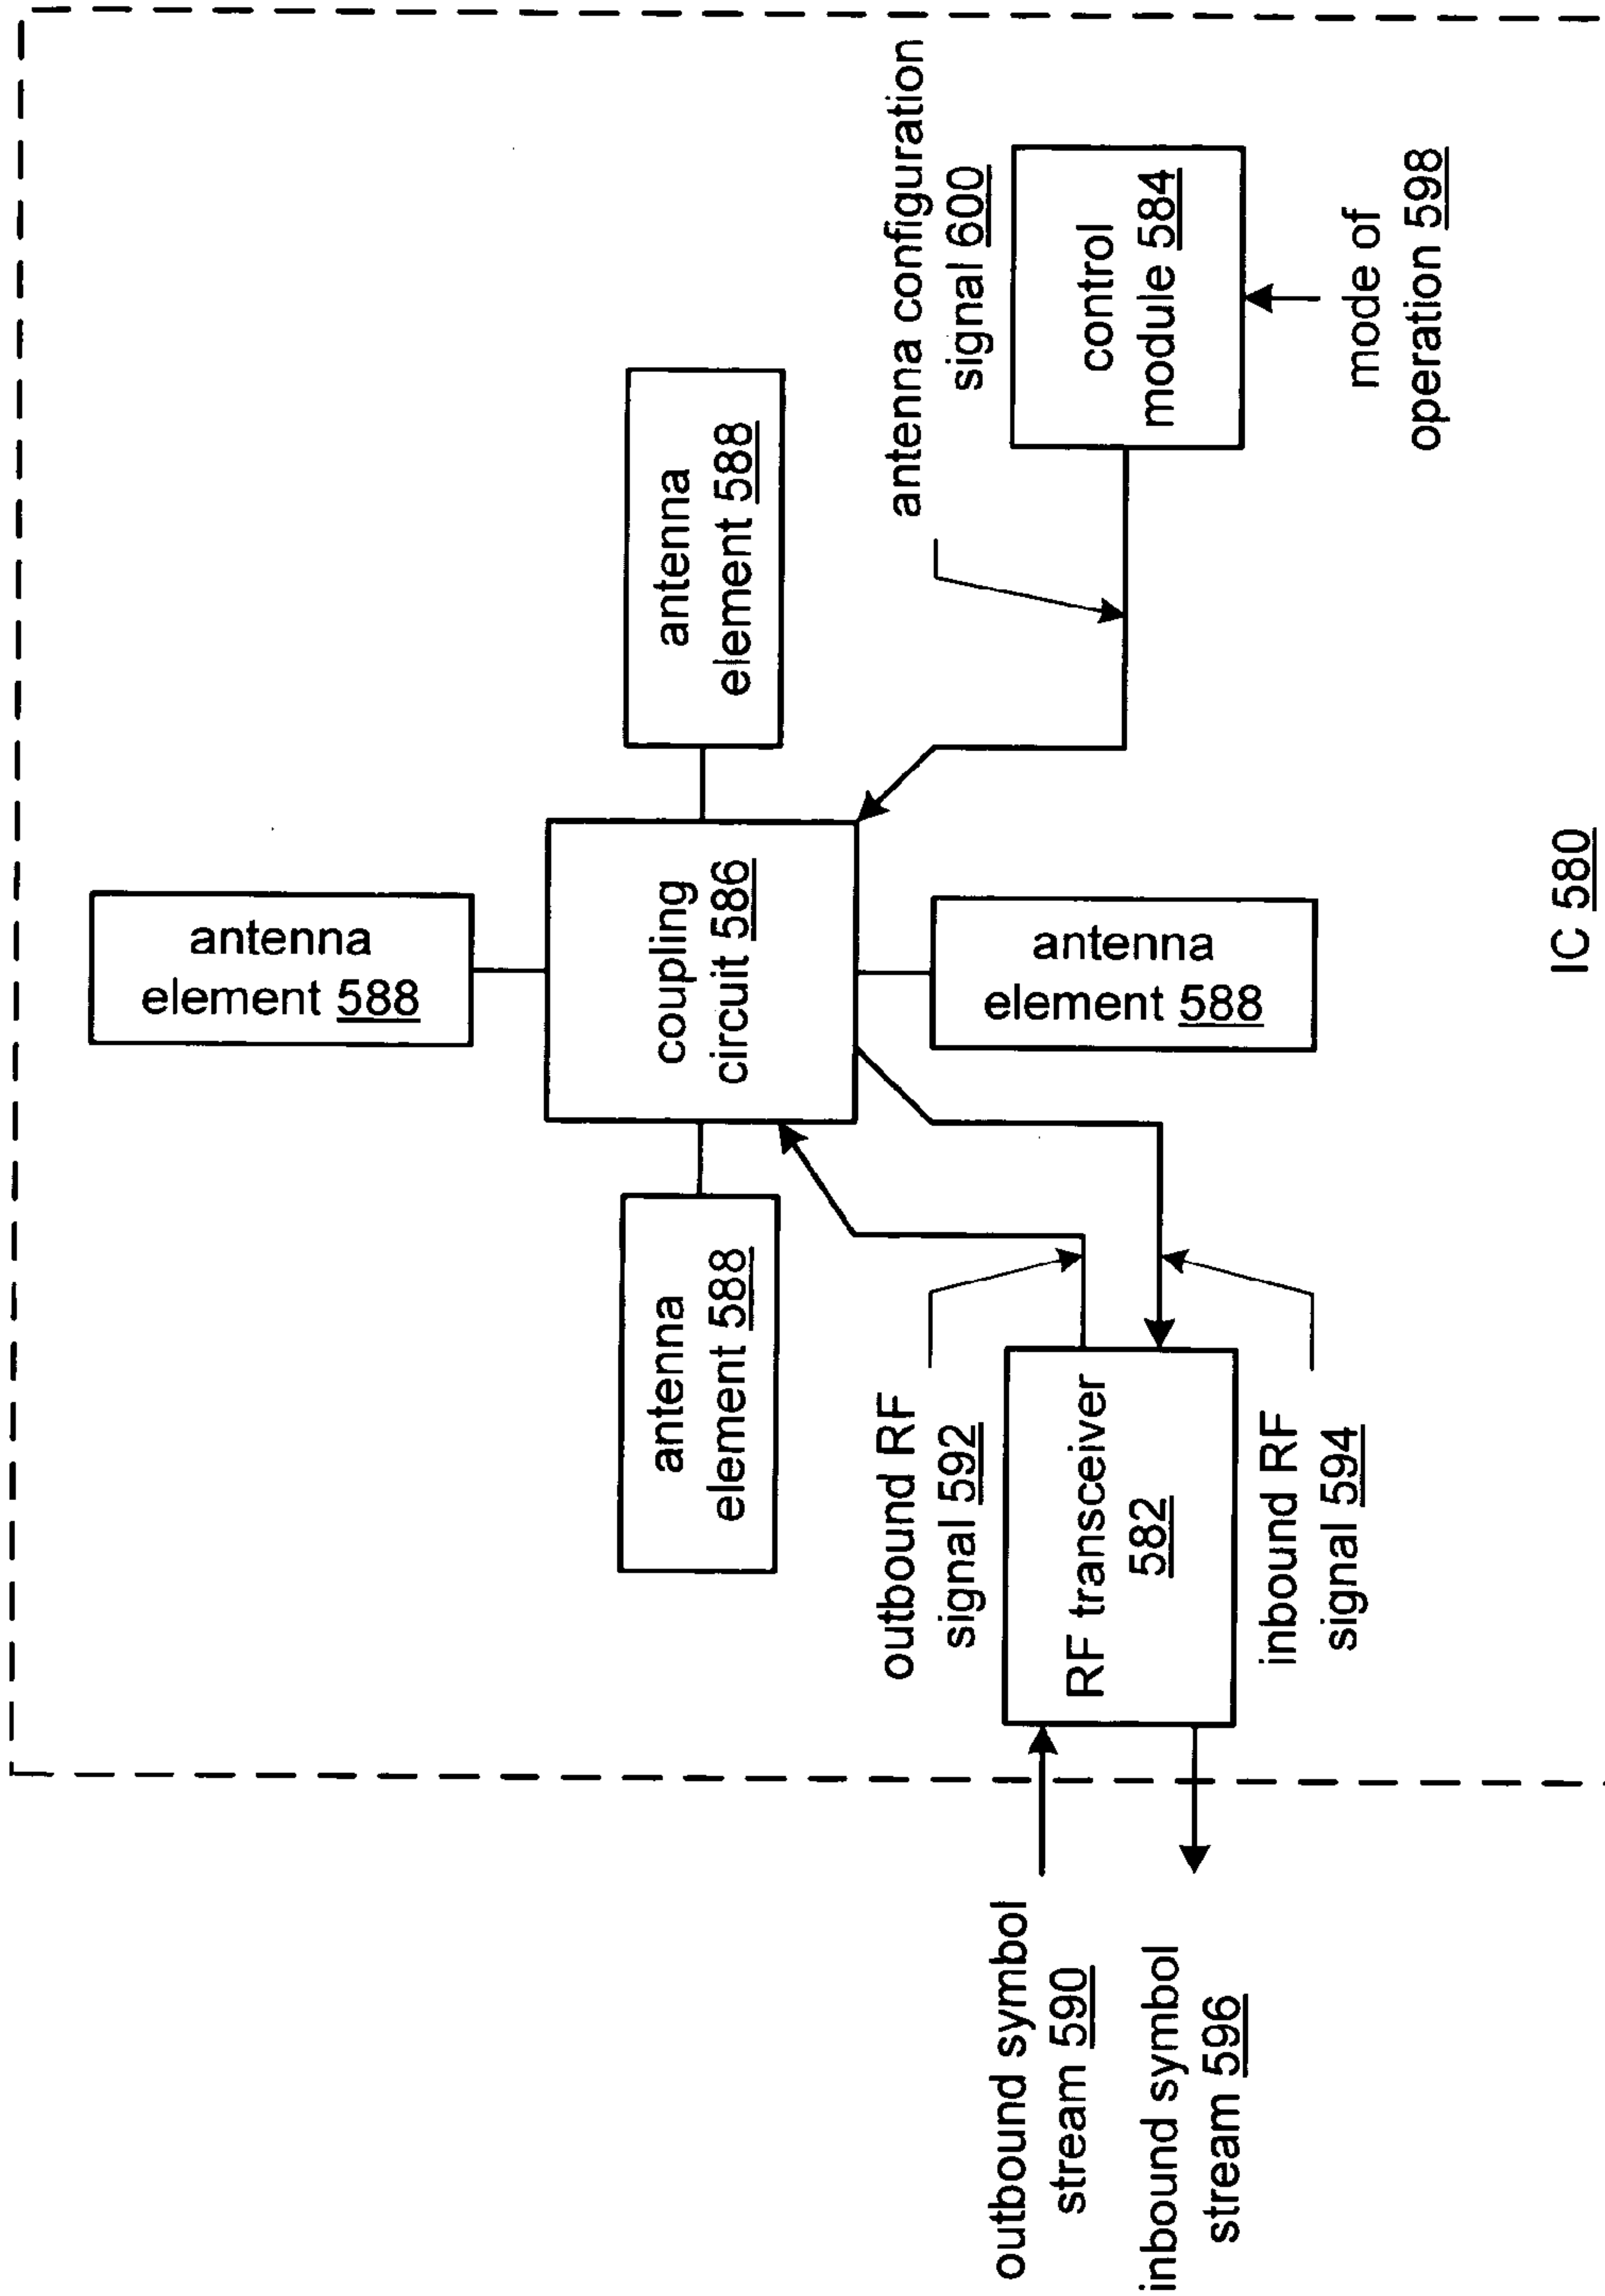 antenna
element 588
antenna
element 588
coupling
circuit 586
antenna
element 588
antenna
element 588
antenna configuration
signal 600
control
module 584
mode of
operation 598
outbound RF
signal 592
RF transceiver
582
inbound RF
signal 594
outbound symbol
stream 590
inbound symbol
stream 596
IC 580